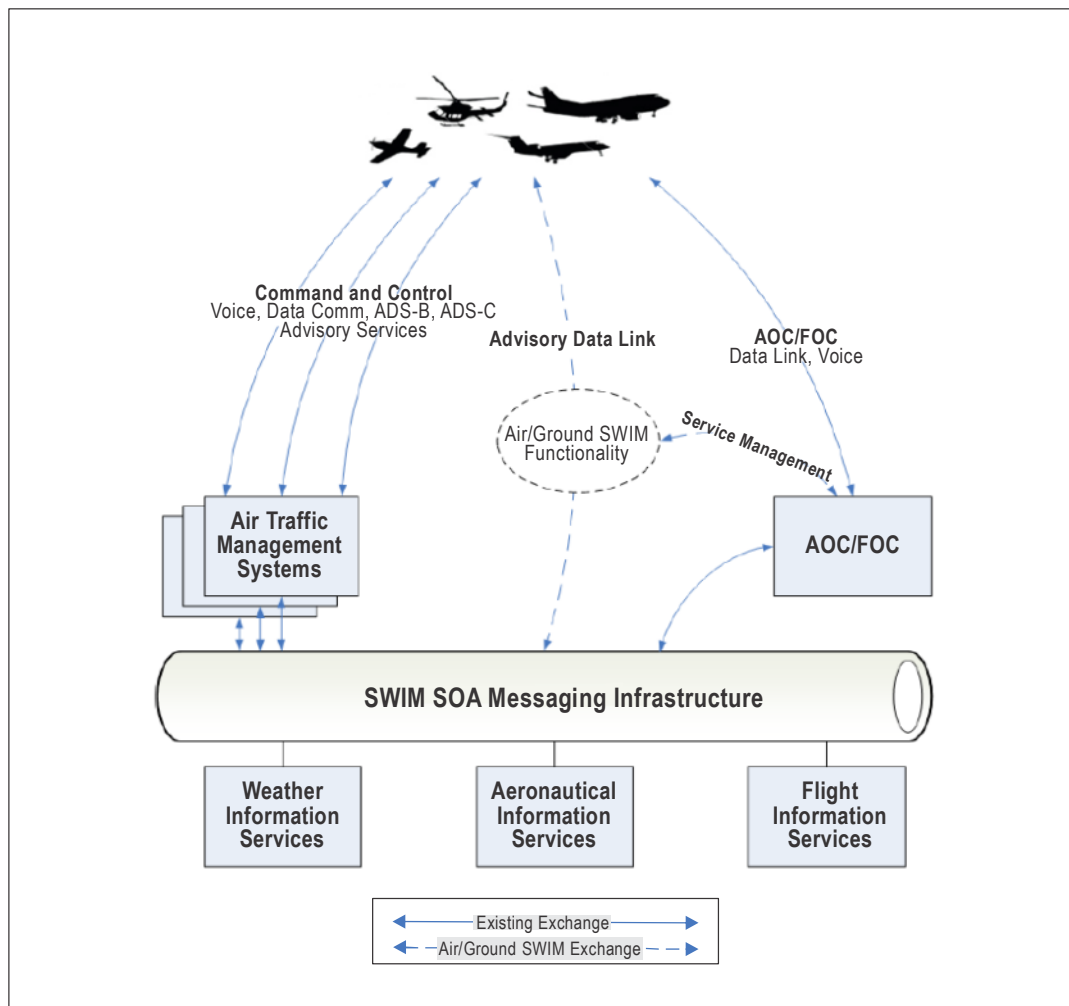 Command and Control
Voice, Data Comm, ADS-B, ADS-C
Advisory Services
Advisory Data Link
AOC/FOC
Data Link, Voice
Air/Ground SWIM
Functionality
Service Management
Air Traffic
Management
Systems
AOC/FOC
SWIM SOA Messaging Infrastructure
Weather
Information
Services
Aeronautical
Information
Services
Flight
Information
Services
Existing Exchange
Air/Ground SWIM Exchange